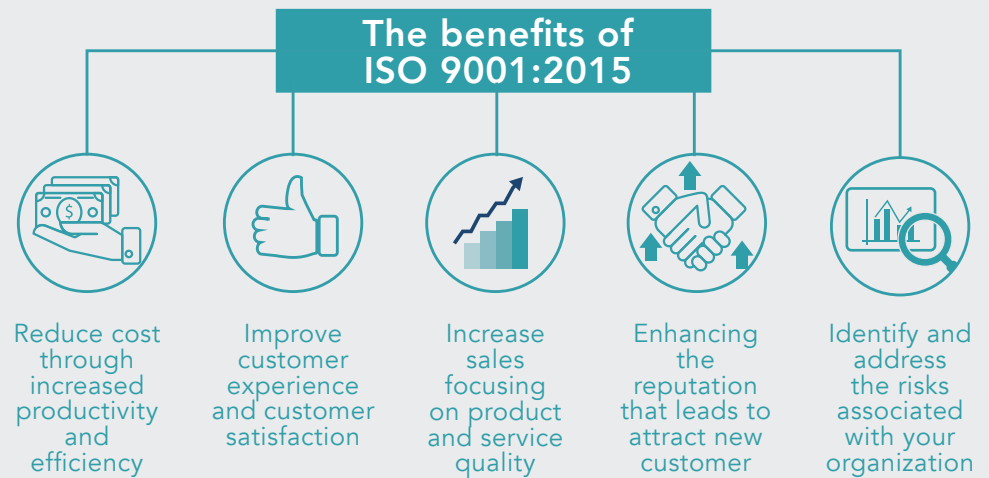 The benefits of
ISO 9001:2015
$
Reduce cost
through
increased
productivity
and
efficiency
Improve
customer
experience
and customer
satisfaction
Increase
sales
focusing
on product
and service
quality
Enhancing
the
reputation
that leads to
attract new
customer
Identify and
address
the risks
associated
with your
organization